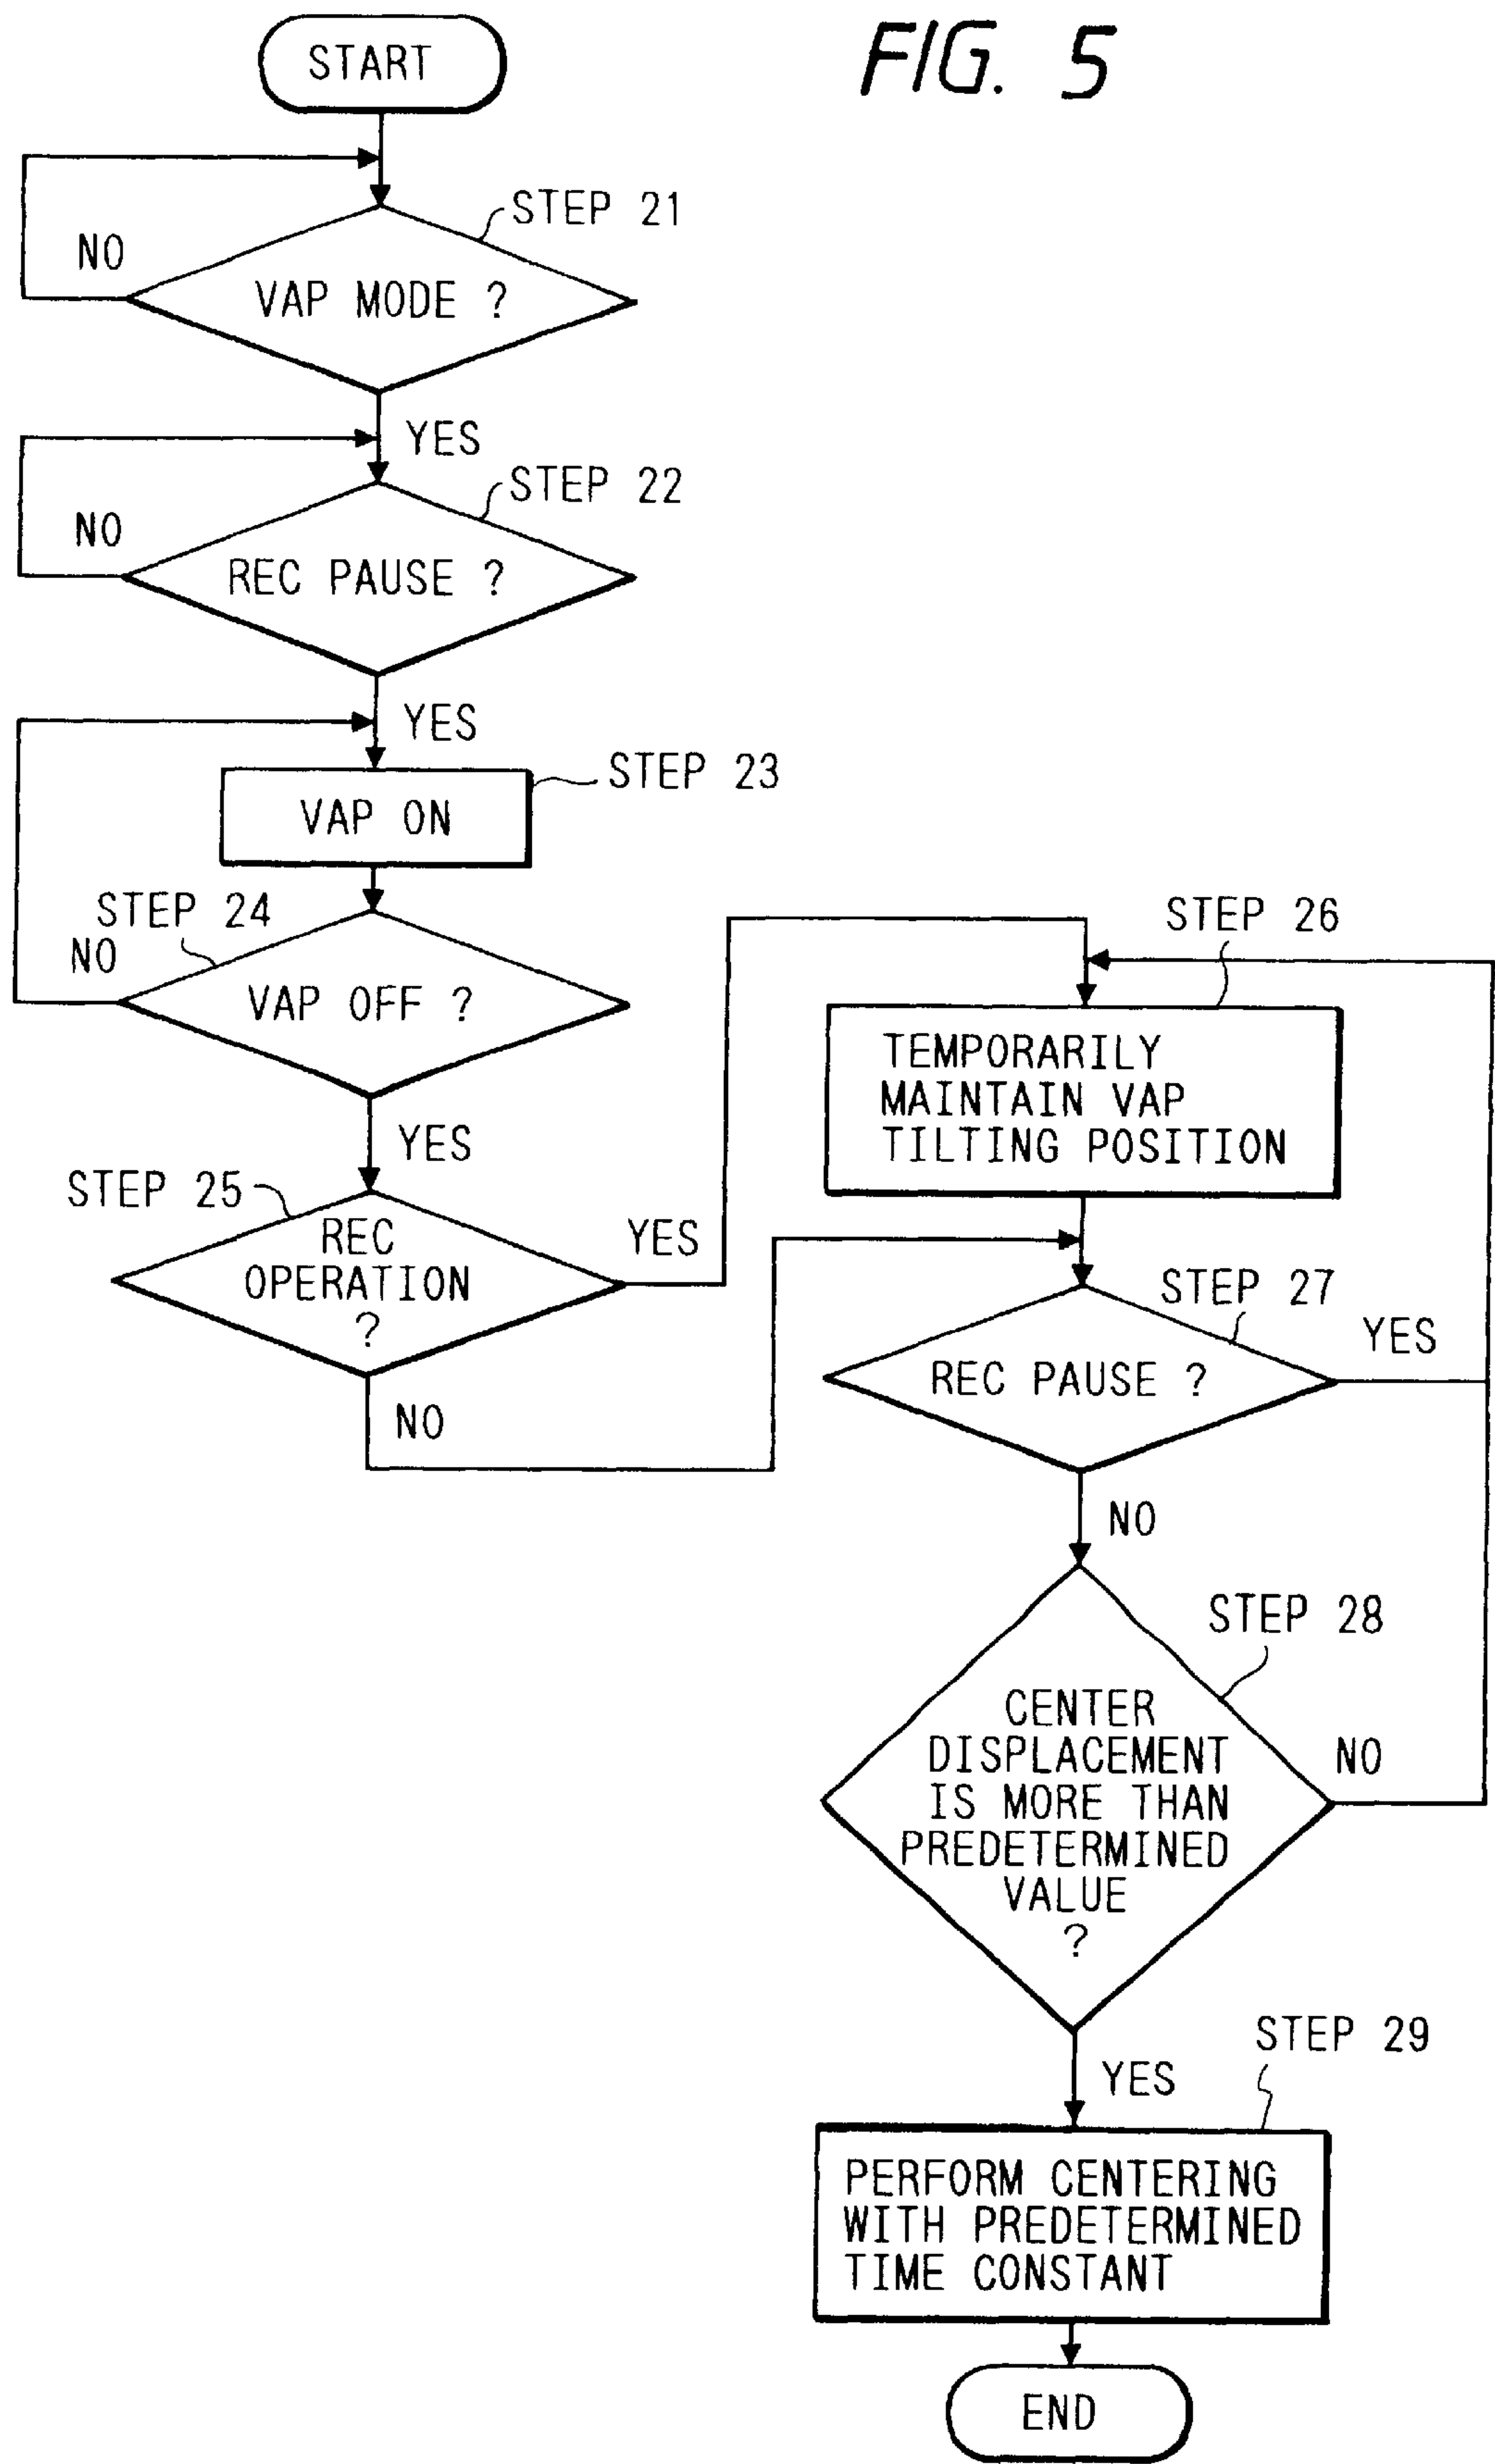 FIG. 5
START
STEP 21
NO
VAP MODE ?
YES
STEP 22
NO
REC PAUSE ?
YES
STEP 23
VAP ON
STEP 24
NO
VAP OFF ?
YES
STEP 25
REC
OPERATION
?
YES
NO
STEP 26
TEMPORARILY
MAINTAIN VAP
TILTING POSITION
STEP 27
YES
REC PAUSE ?
NO
STEP 28
CENTER
DISPLACEMENT
IS MORE THAN
PREDETERMINED
VALUE
?
NO
YES
STEP 29
PERFORM CENTERING
WITH PREDETERMINED
TIME CONSTANT
END